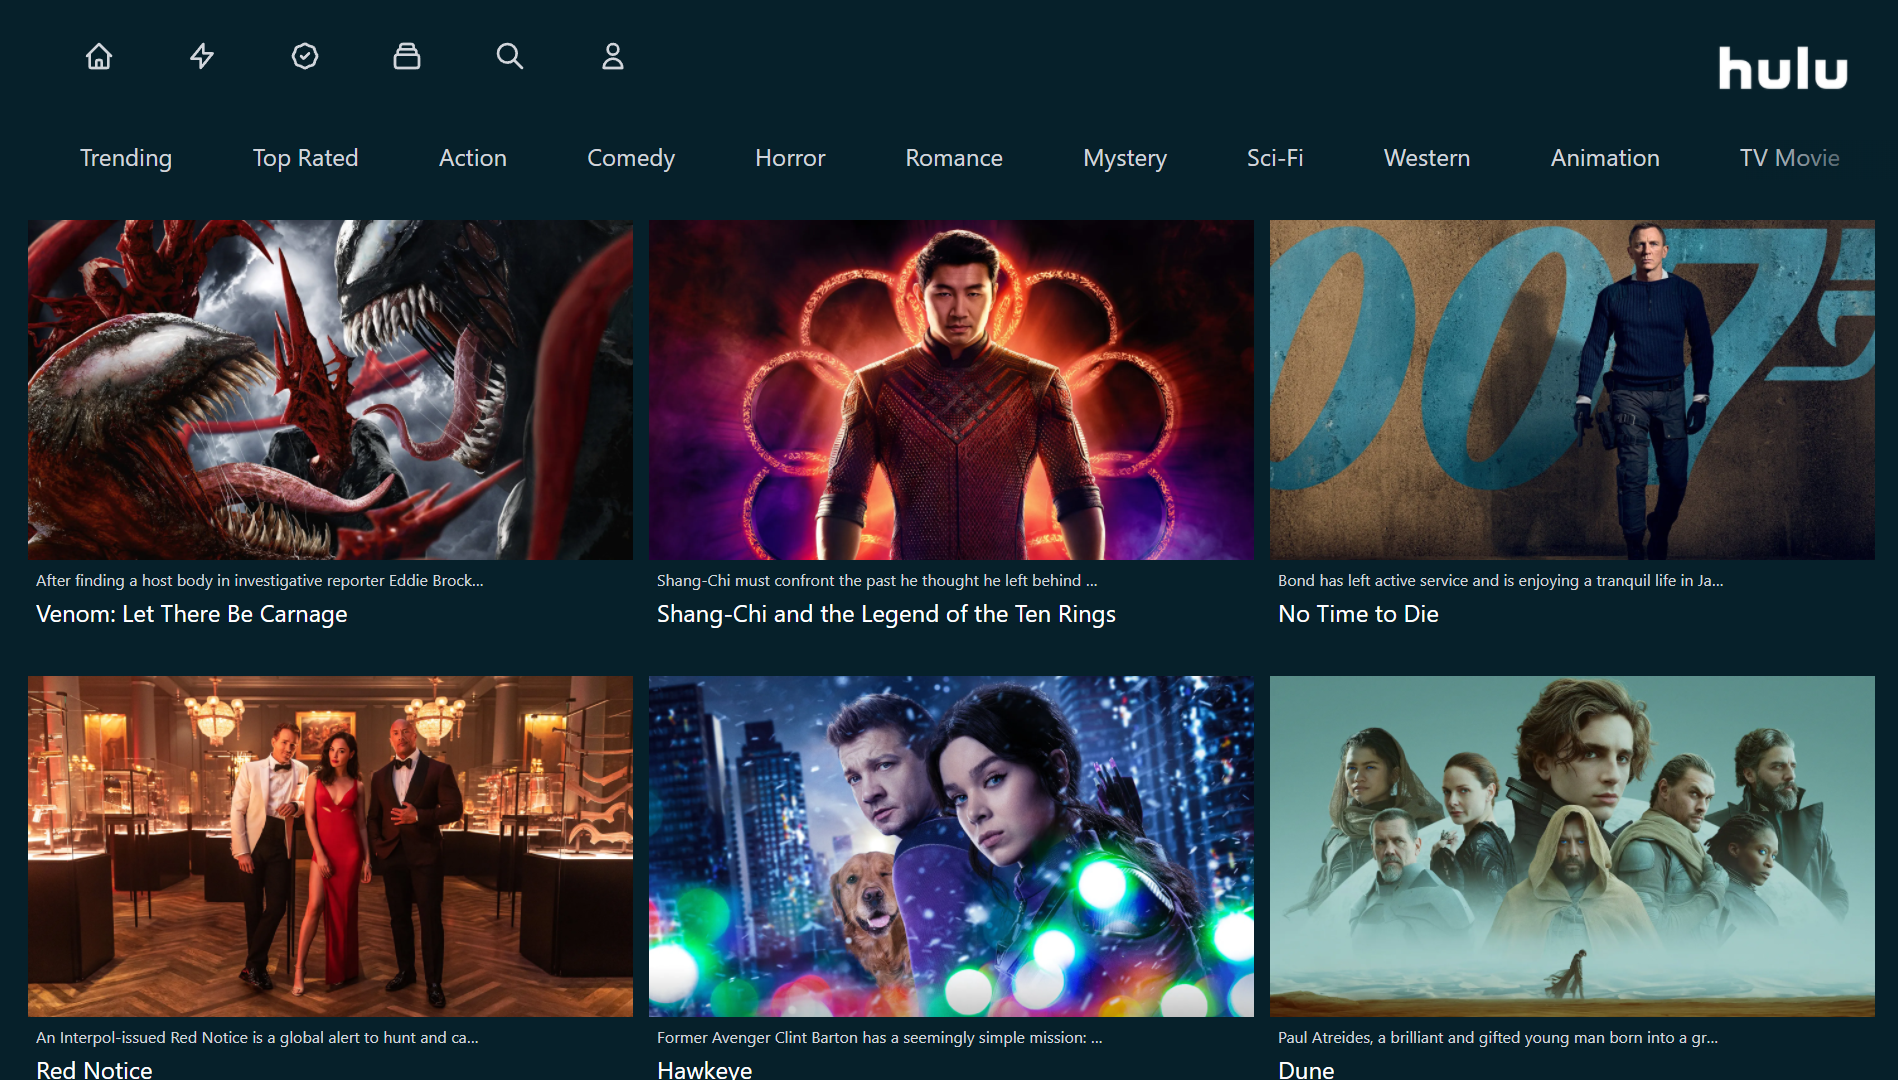 hulu
Trending Top Rated Action Comedy Horror Romance Mystery Sci-Fi Western Animation TV Movie
007
After finding a host body in investigative reporter Eddie Brock...
Venom: Let There Be Carnage
Shang-Chi must confront the past he thought he left behind ...
Shang-Chi and the Legend of the Ten Rings
Bond has left active service and is enjoying a tranquil life in Ja...
No Time to Die
An Interpol-issued Red Notice is a global alert to hunt and ca...
Red Notice
Former Avenger Clint Barton has a seemingly simple mission: ...
Hawkeye
Paul Atreides, a brilliant and gifted young man born into a gr...
Dune